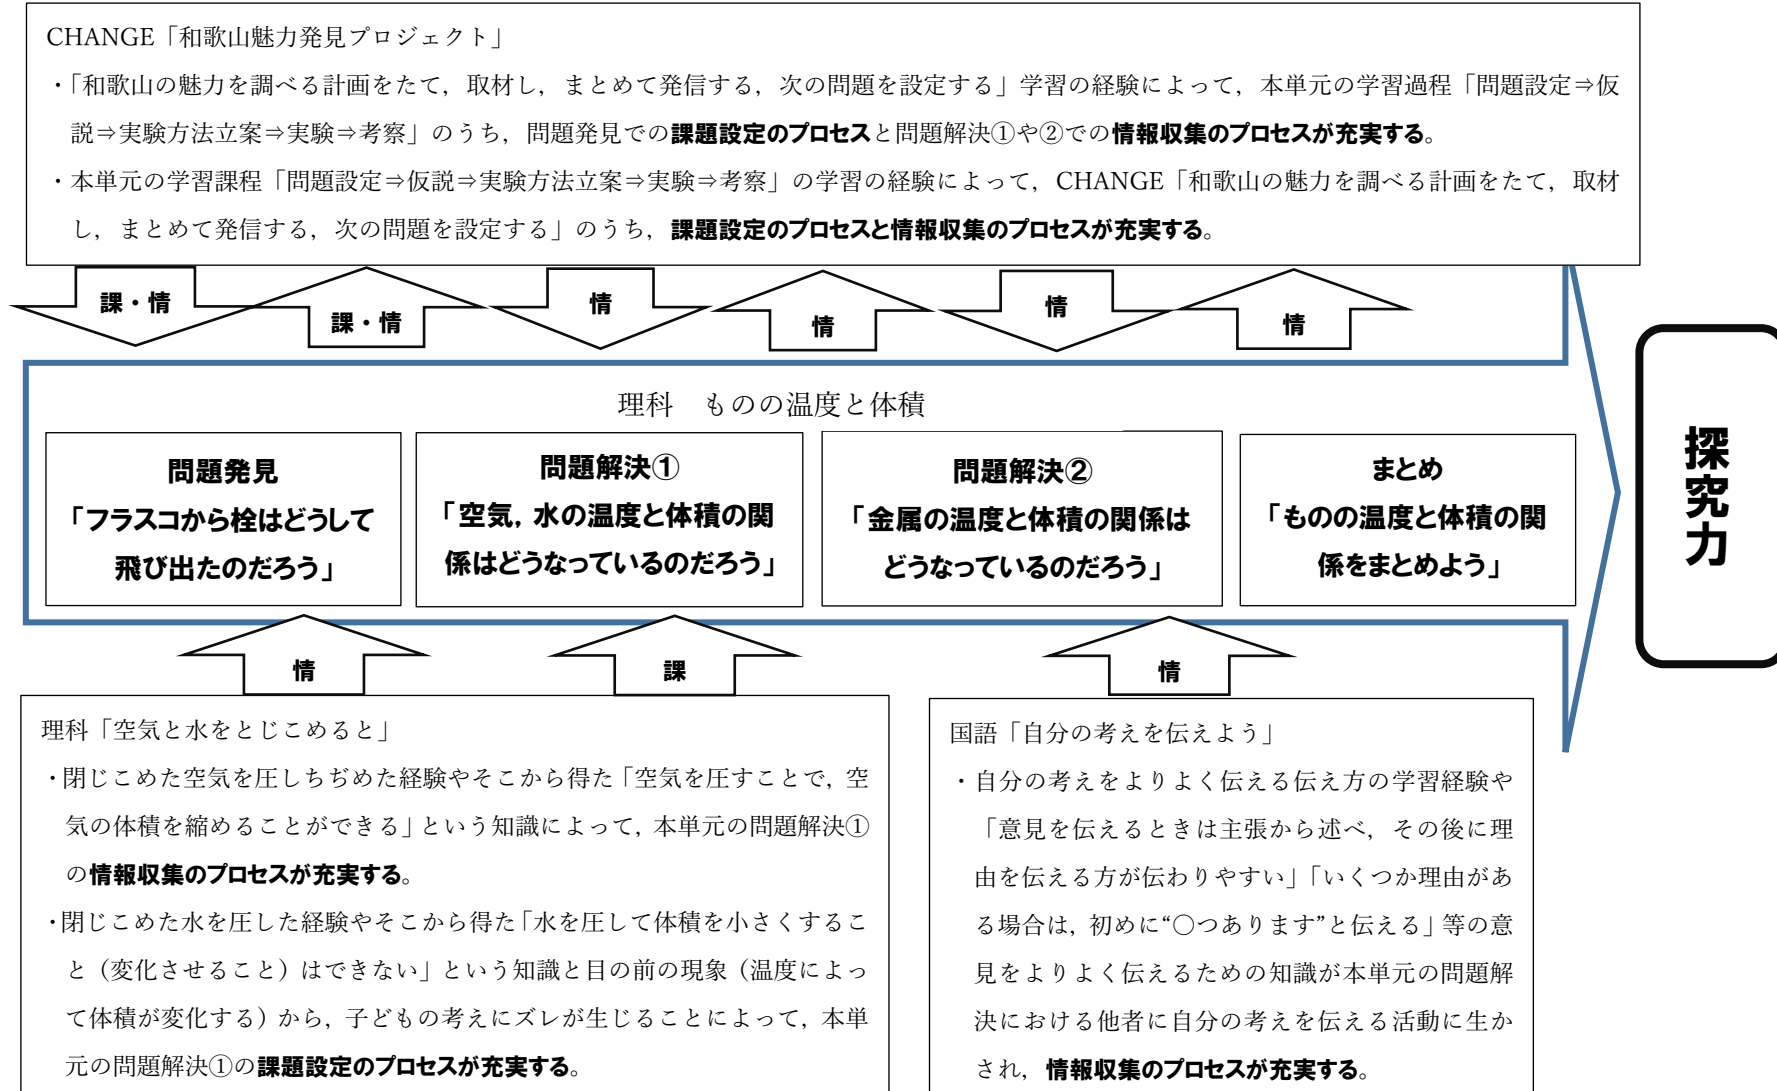 CHANGE「和歌山魅力発見プロジェクト」
・「和歌山の魅力を調べる計画をたて，取材し，まとめて発信する，次の問題を設定する」学習の経験によって，本単元の学習過程「問題設定⇒仮
説⇒実験方法立案⇒実験⇒考察」のうち，問題発見での課題設定のプロセスと問題解決①や②での情報収集のプロセスが充実する。
・本単元の学習課程「問題設定⇒仮説⇒実験方法立案⇒実験⇒考察」の学習の経験によって，CHANGE「和歌山の魅力を調べる計画をたて，取材
し，まとめて発信する，次の問題を設定する」のうち，課題設定のプロセスと情報収集のプロセスが充実する。
課・情
課・情
情
情
情
情
理科　ものの温度と体積
問題発見
「フラスコから栓はどうして
飛び出たのだろう」
問題解決①
「空気，水の温度と体積の関
係はどうなっているのだろう」
問題解決②
「金属の温度と体積の関係は
どうなっているのだろう」
まとめ
「ものの温度と体積の関
係をまとめよう」
探究力
情
課
情
理科「空気と水をとじこめると」
・閉じこめた空気を圧しちぢめた経験やそこから得た「空気を圧すことで，空
気の体積を縮めることができる」という知識によって，本単元の問題解決①
の情報収集のプロセスが充実する。
・閉じこめた水を圧した経験やそこから得た「水を圧して体積を小さくするこ
と（変化させること）はできない」という知識と目の前の現象（温度によっ
て体積が変化する）から，子どもの考えにズレが生じることによって，本単
元の問題解決①の課題設定のプロセスが充実する。
国語「自分の考えを伝えよう」
・自分の考えをよりよく伝える伝え方の学習経験や
「意見を伝えるときは主張から述べ，その後に理
由を伝える方が伝わりやすい」「いくつか理由があ
る場合は，初めに“〇つあります”と伝える」等の意
見をよりよく伝えるための知識が本単元の問題解
決における他者に自分の考えを伝える活動に生か
され，情報収集のプロセスが充実する。